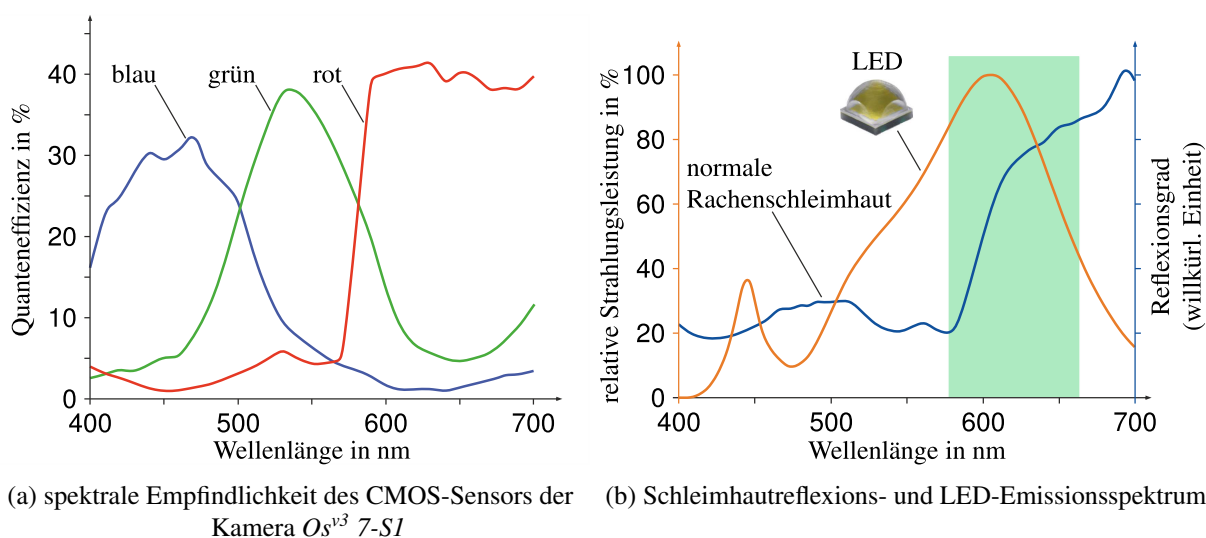 Quanteneffizienz in %
40
30
20
10
0
blau
grün
rot
400
500
600
700
Wellenlänge in nm
(a) spektrale Empfindlichkeit des CMOS-Sensors der
Kamera Osv3 7-S1
relative Strahlungsleistung in %
100
80
60
40
20
0
LED
normale
Rachenschleimhaut
Reflexionsgrad
(willkürl. Einheit)
400
500
600
700
Wellenlänge in nm
(b) Schleimhautreflexions- und LED-Emissionsspektrum